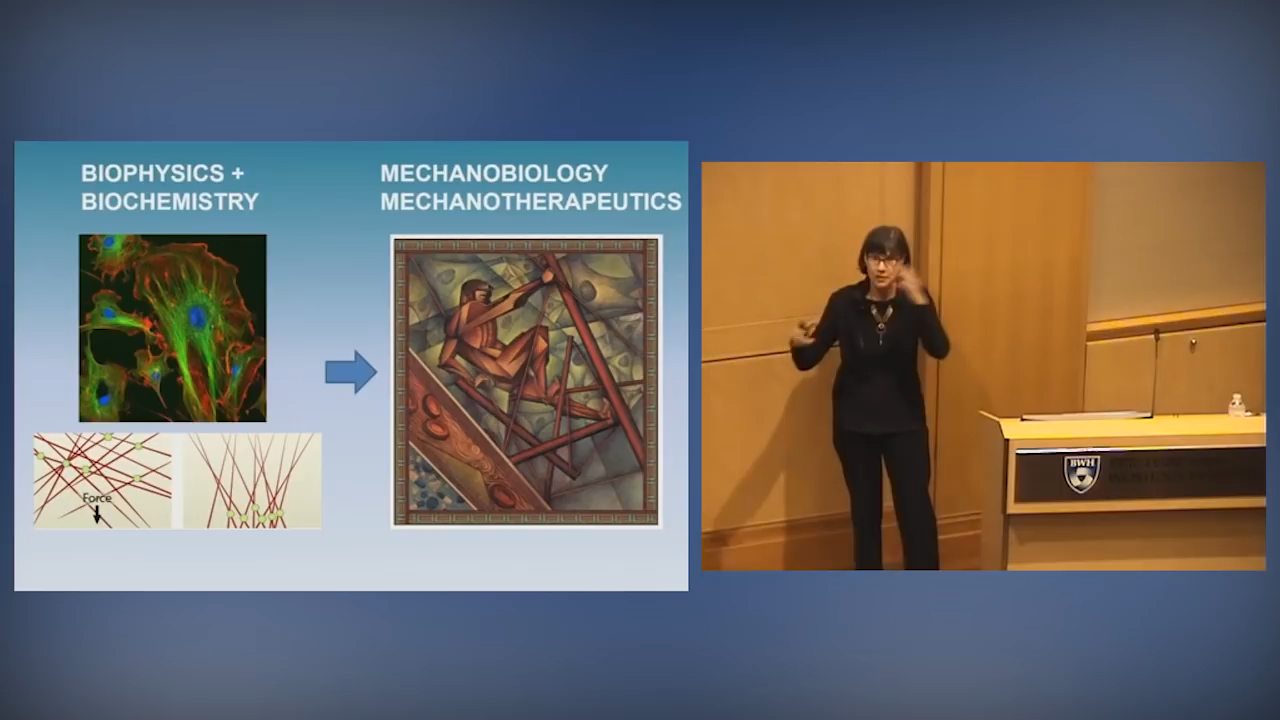 BIOPHYSICS +
BIOCHEMISTRY
MECHANOBIOLOGY
MECHANOTHERAPEUTICS
Force
BWH